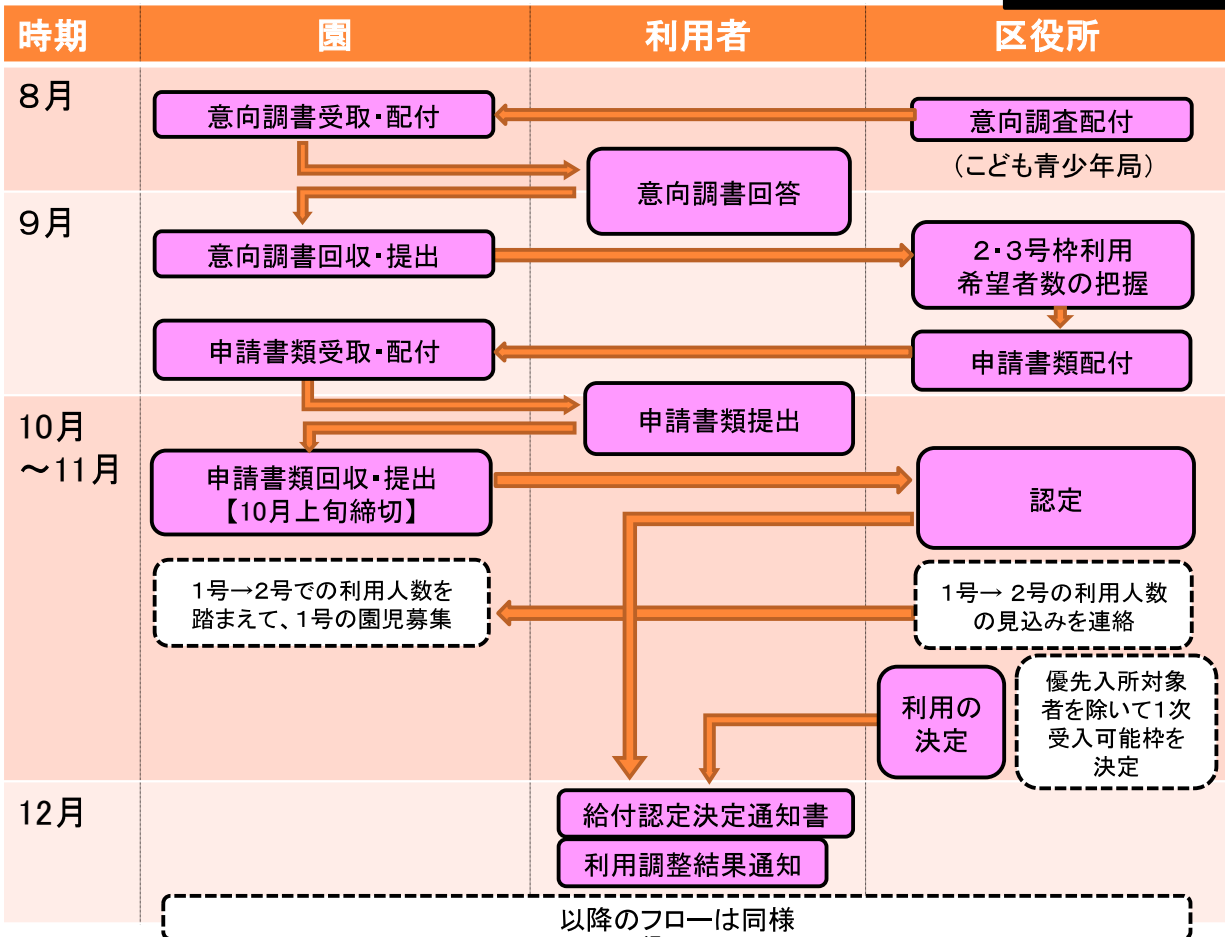 時期
園
利用者
区役所
8月
意向調書受取・配付
意向調査配付
(こども青少年局)
意向調書回答
9月
意向調書回収・提出
2・3号枠利用
希望者数の把握
申請書類受取・配付
申請書類配付
10月
～11月
申請書類提出
申請書類回収・提出
【10月上旬締切】
認定
1号→2号での利用人数を
踏まえて、1号の園児募集
1号→ 2号の利用人数
の見込みを連絡
利用の
決定
優先入所対象
者を除いて1次
受入可能枠を
決定
12月
給付認定決定通知書
利用調整結果通知
以降のフローは同様